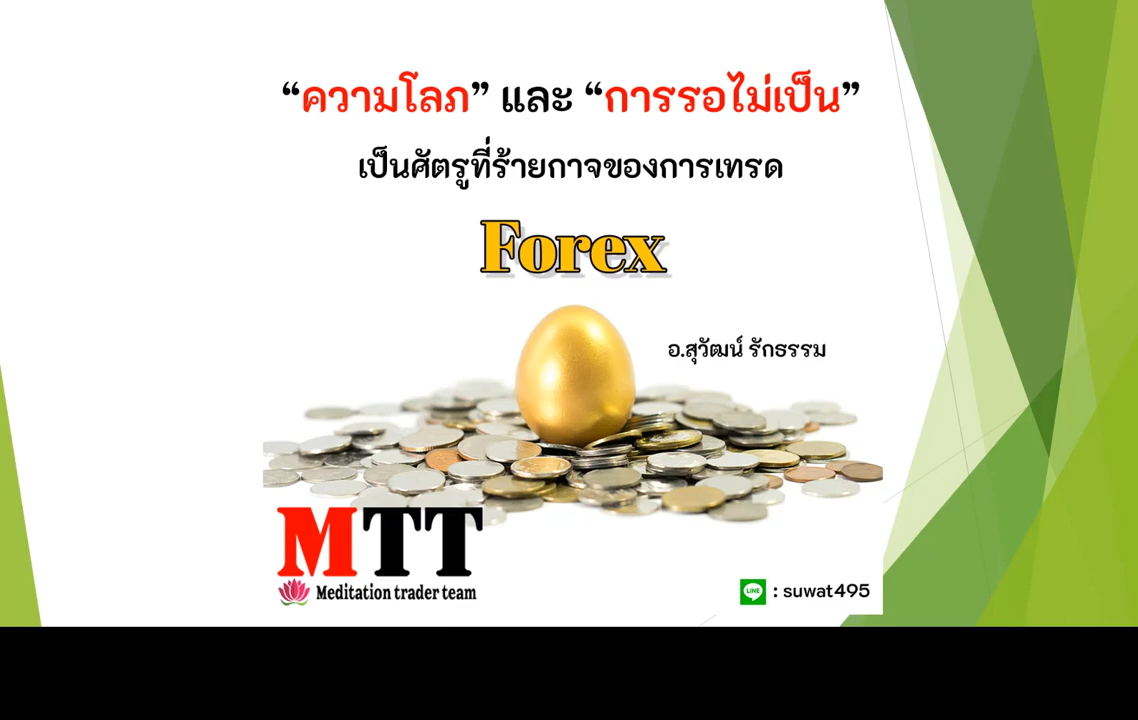 “ความโลภ” และ “การรอไม่เป็น”
เป็นศัตรูที่ร้ายกาจของการเทรด
Forex
อ.สุวัฒน์ รักธรรม
MTT
Meditation trader team
LINE : suwat495